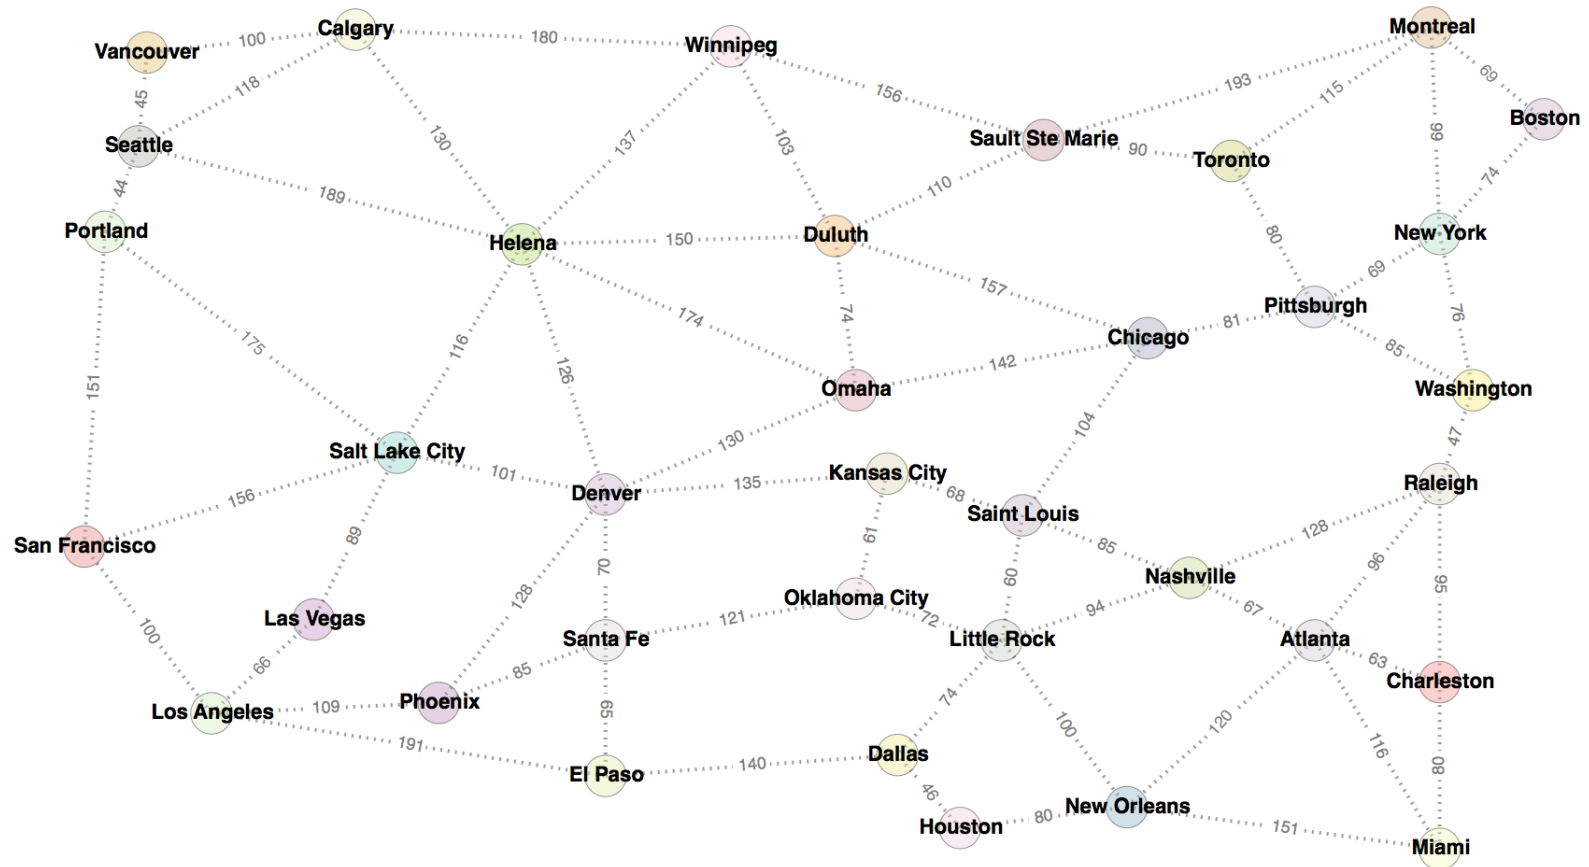 Montreal
Calgary
Vancouver
100
180
Winnipeg
69
193
118
45
156
115
Boston
99
Seattle
130
137
103
Sault Ste Marie
90
Toronto
74
44
189
110
Portland
Helena
150
Duluth
80
New York
69
157
Pittsburgh
174
74
76
81
Chicago
175
116
85
142
126
151
Omaha
Washington
104
130
47
Salt Lake City
101
Kansas City
135
Denver
68
Raleigh
156
Saint Louis
89
61
128
San Francisco
85
96
70
60
Nashville
95
128
Oklahoma City
94
67
Las Vegas
121
72
100
Santa Fe
Little Rock
Atlanta
66
85
63
Charleston
Phoenix
74
109
65
Los Angeles
100
120
191
116
Dallas
140
80
El Paso
46
New Orleans
80
Houston
151
Miami